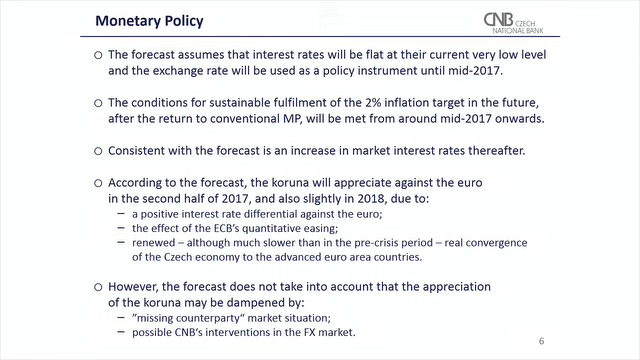 Monetary Policy
CNB CZECH
NATIONAL BANK
○ The forecast assumes that interest rates will be flat at their current very low level
and the exchange rate will be used as a policy instrument until mid-2017.
○ The conditions for sustainable fulfilment of the 2% inflation target in the future,
after the return to conventional MP, will be met from around mid-2017 onwards.
○ Consistent with the forecast is an increase in market interest rates thereafter.
○ According to the forecast, the koruna will appreciate against the euro
in the second half of 2017, and also slightly in 2018, due to:
− a positive interest rate differential against the euro;
− the effect of the ECB's quantitative easing;
− renewed – although much slower than in the pre-crisis period – real convergence
of the Czech economy to the advanced euro area countries.
○ However, the forecast does not take into account that the appreciation
of the koruna may be dampened by:
− ”missing counterparty“ market situation;
− possible CNB‘s interventions in the FX market.
6